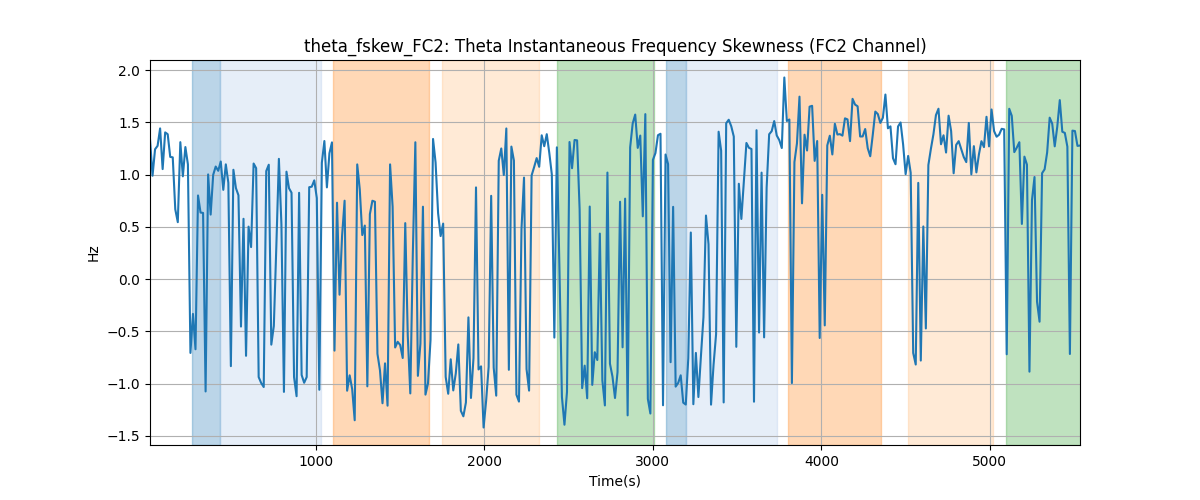 theta_fskew_FC2: Theta Instantaneous Frequency Skewness (FC2 Channel)
2.0
1.5
1.0
0.5
0.0
−0.5
−1.0
−1.5
Hz
1000 2000 3000 4000 5000
Time(s)